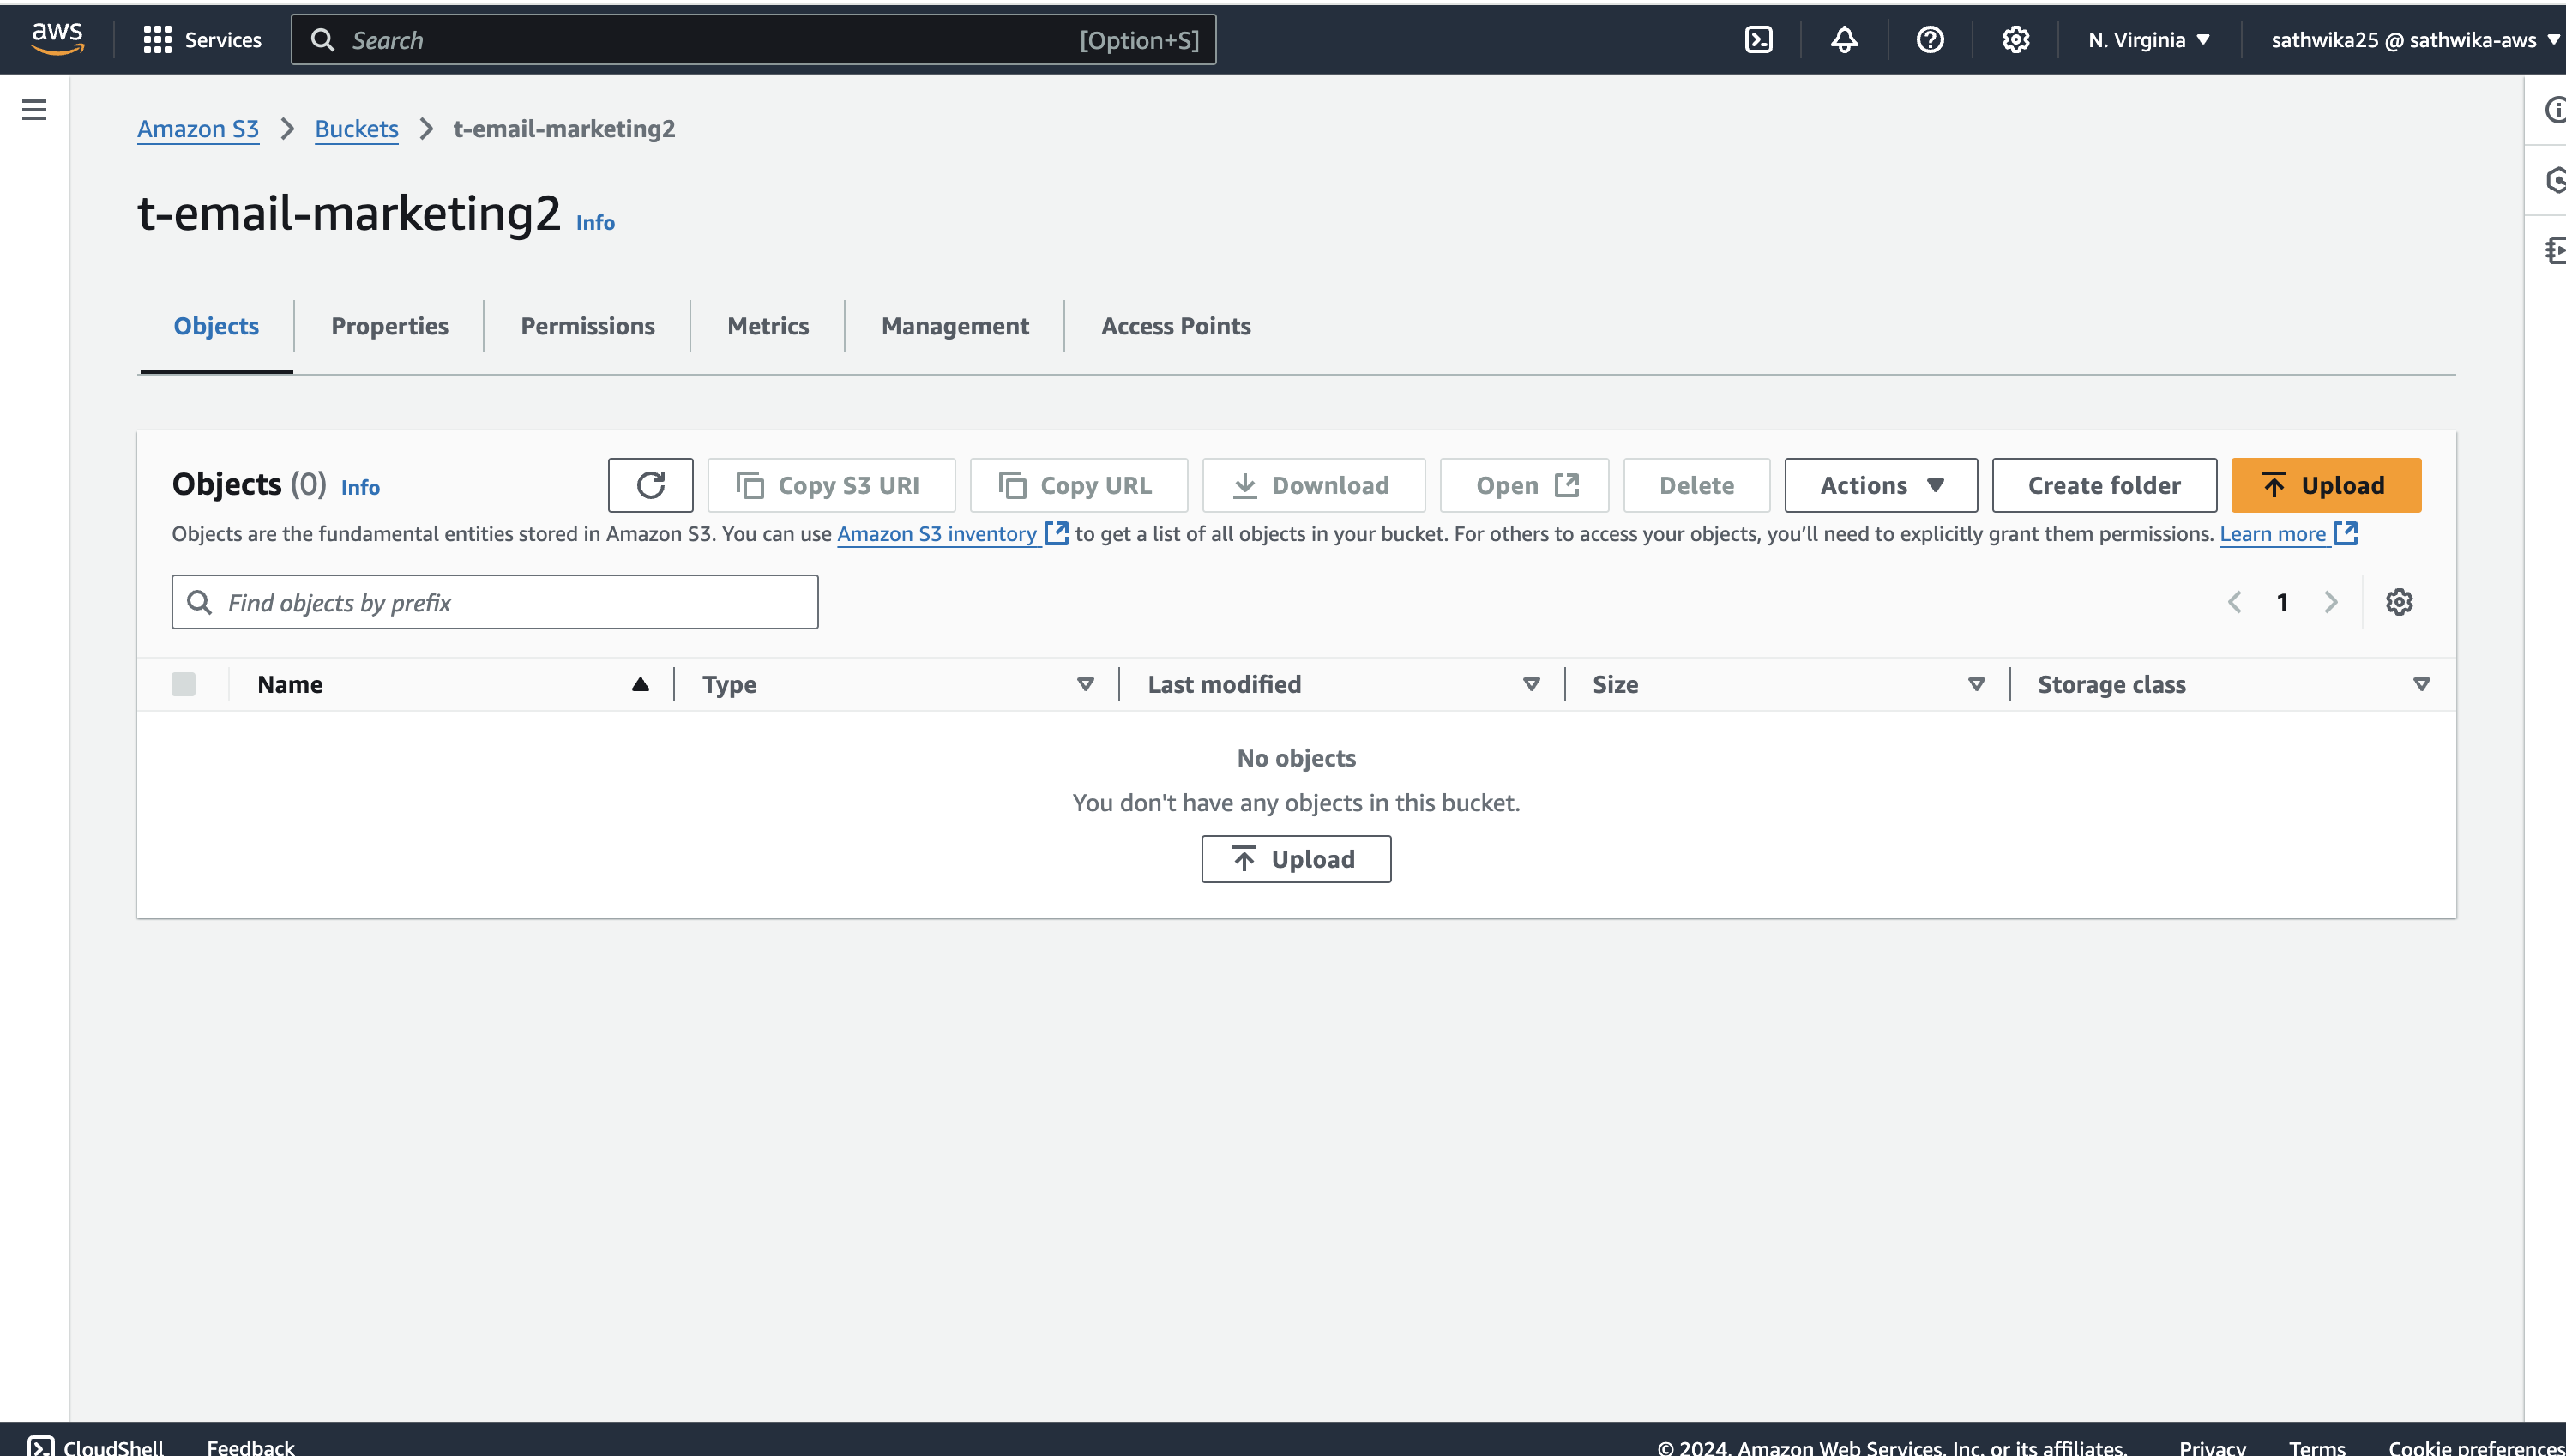 aws Services Search [Option+S] N. Virginia sathwika25 @ sathwika-aws
Amazon S3 Buckets t-email-marketing2
t-email-marketing2 Info
Objects Properties Permissions Metrics Management Access Points
Objects (0) Info Copy S3 URI Copy URL Download Open Delete Actions Create folder Upload
Objects are the fundamental entities stored in Amazon S3. You can use Amazon S3 inventory to get a list of all objects in your bucket. For others to access your objects, you’ll need to explicitly grant them permissions. Learn more
Find objects by prefix 1
Name Type Last modified Size Storage class
No objects
You don't have any objects in this bucket.
Upload
CloudShell Feedback © 2024, Amazon Web Services, Inc. or its affiliates. Privacy Terms Cookie preferences